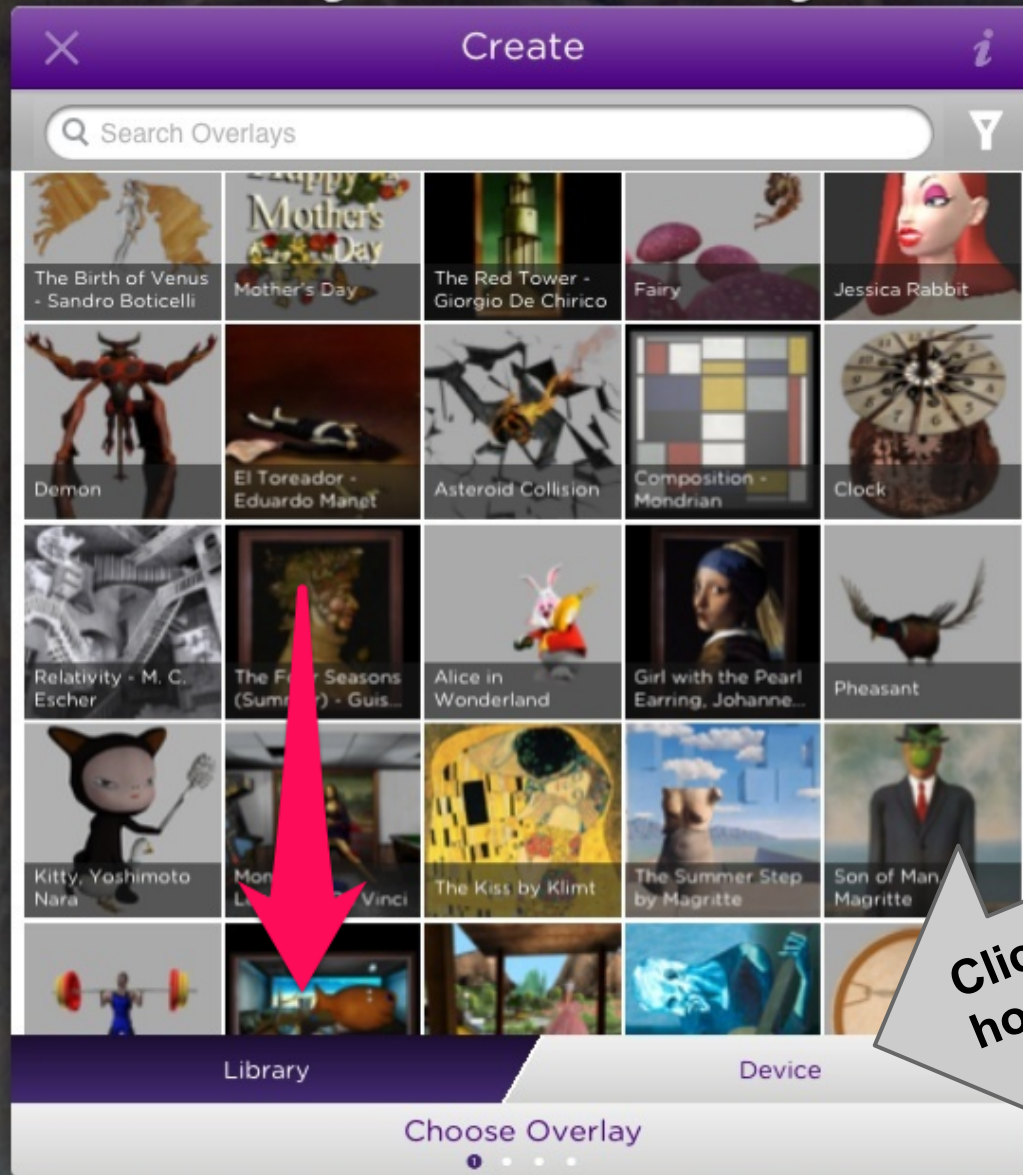 Create
Search Overlays
The Birth of Venus
- Sandro Boticelli
Mother's
Day
Mother's Day
The Red Tower -
Giorgio De Chirico
Fairy
Jessica Rabbit
Demon
El Toreador -
Eduardo Manet
Asteroid Collision
Composition -
Mondrian
Clock
Relativity - M. C.
Escher
Seasons
- Guis...
Alice in
Wonderland
Girl with the Pearl
Earring, Johanne...
Pheasant
Kitty, Yoshimoto
Nara
Vinci
The Kiss by Klimt
The Summer Step
by Magritte
Son of Man
Magritte
Library
Device
Choose Overlay
1